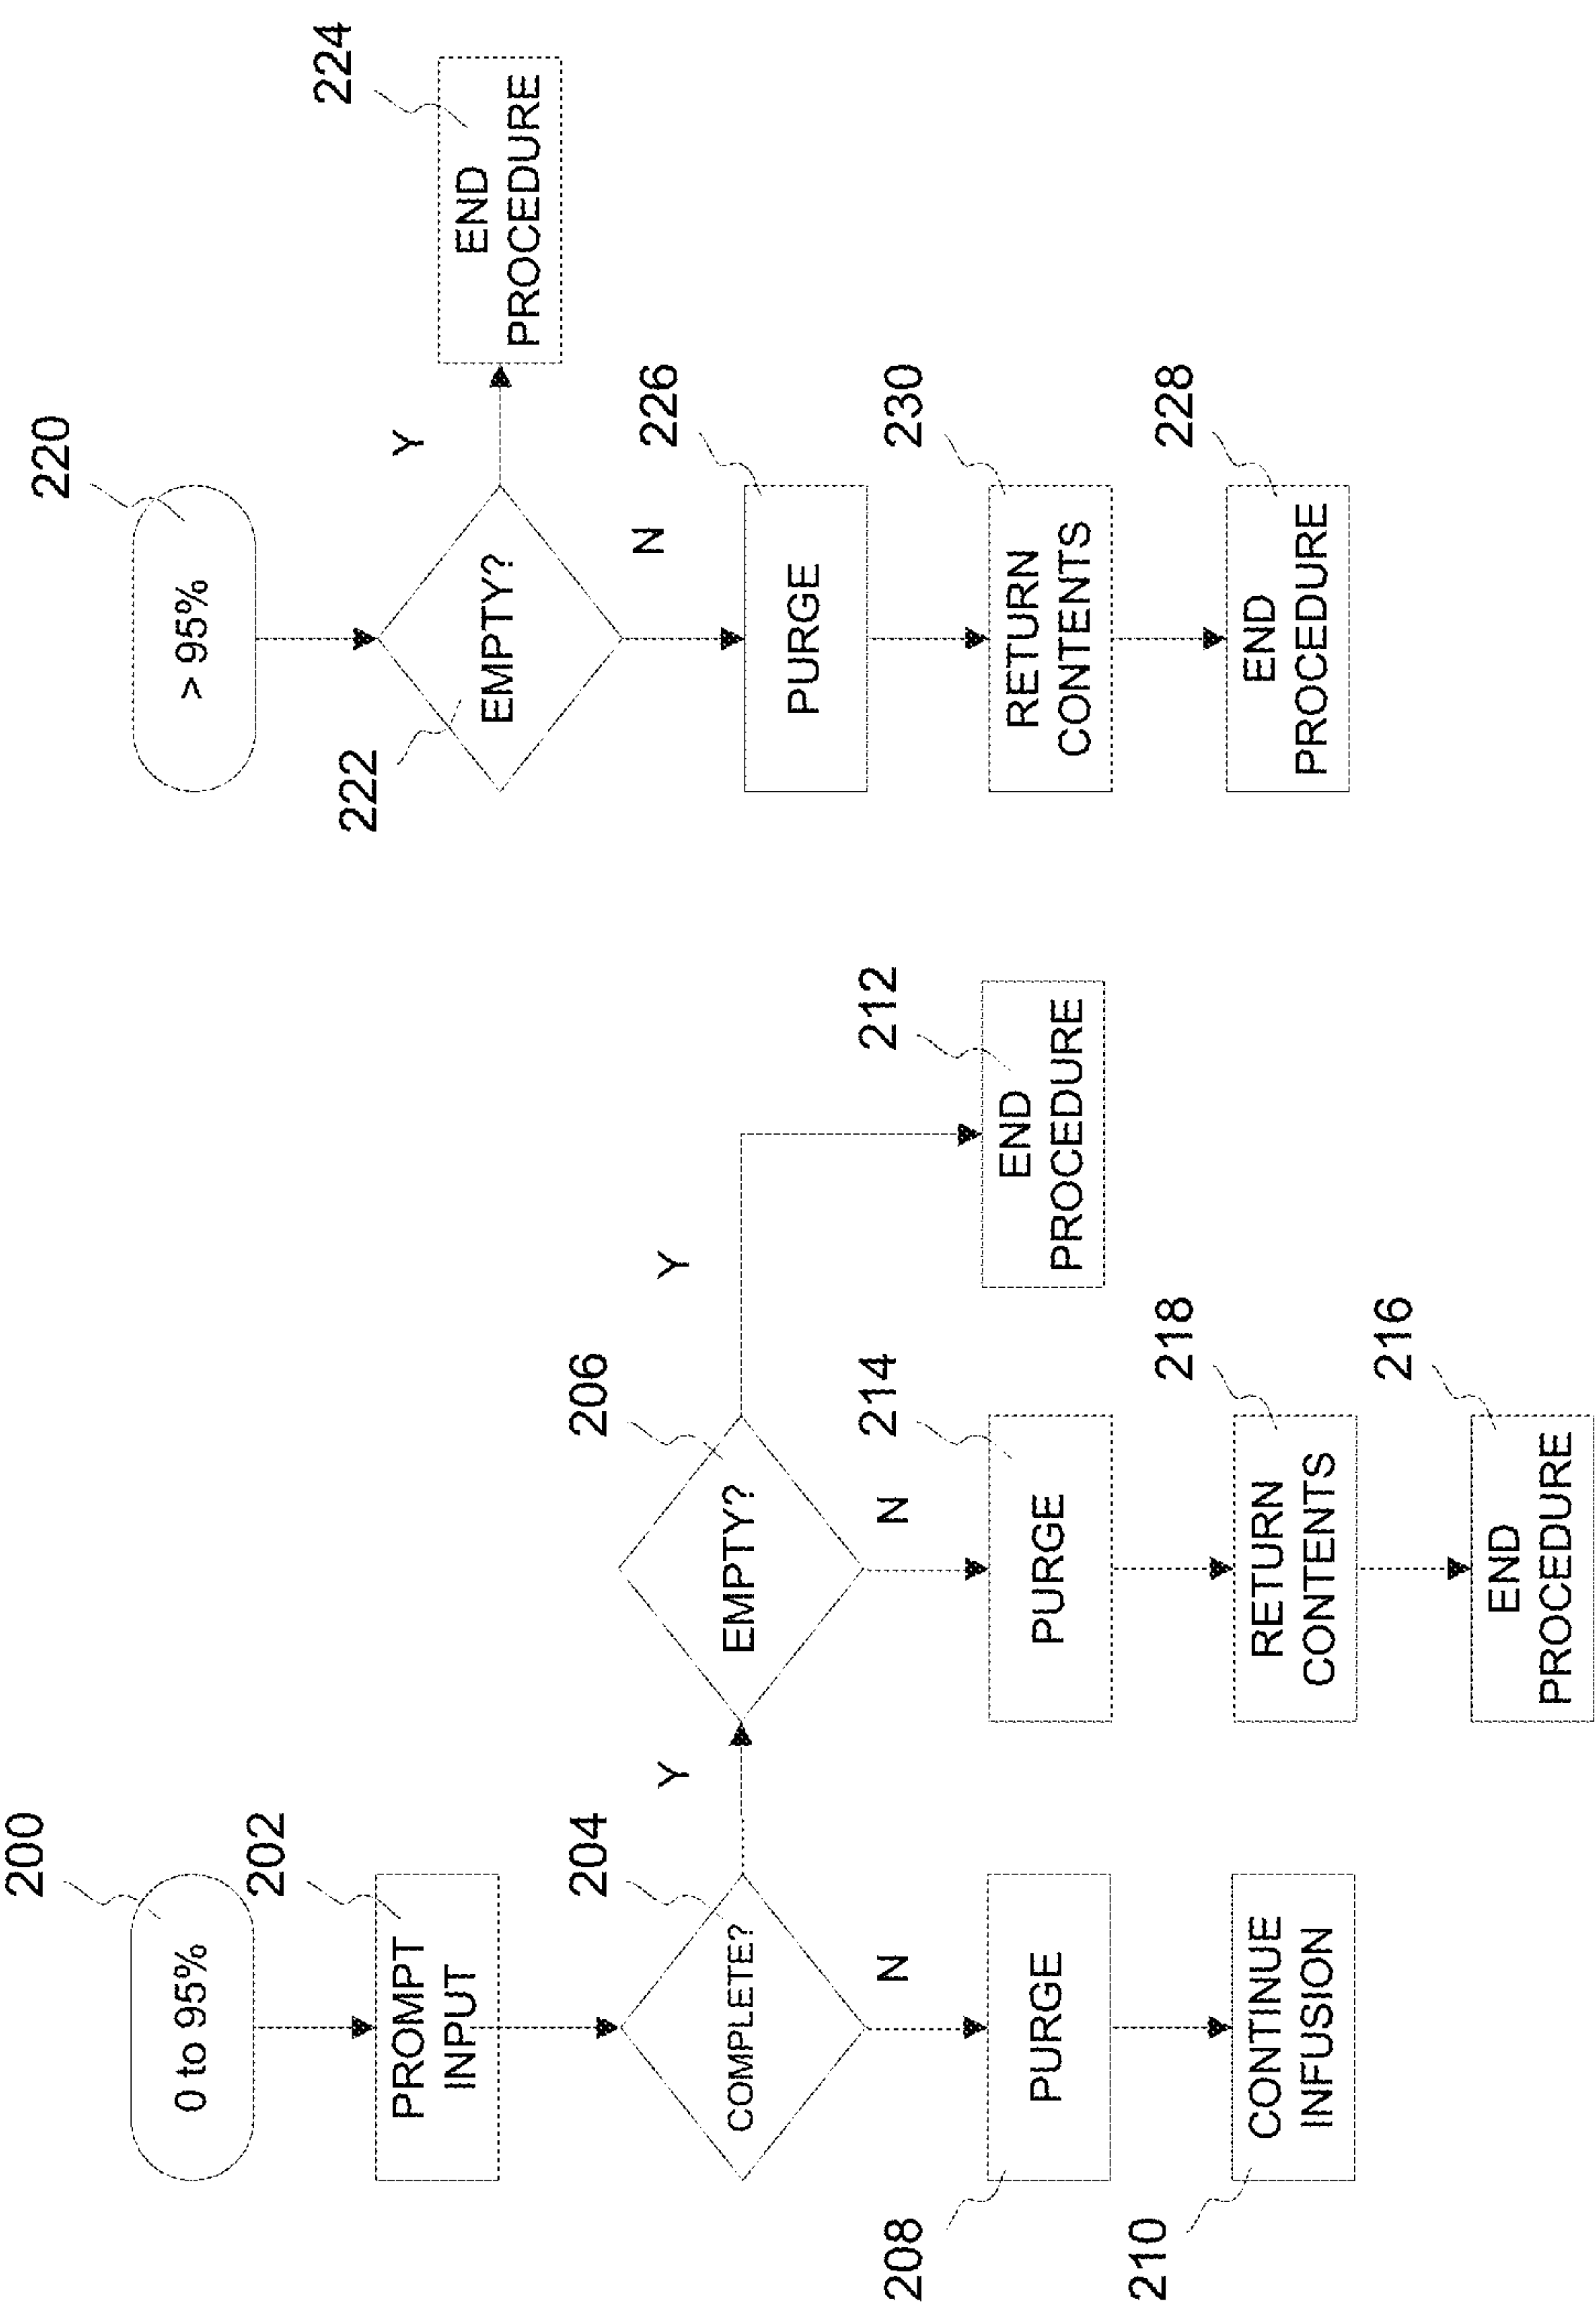 200
0 to 95%
202
PROMPT
INPUT
204
COMPLETE?
Y
N
208
PURGE
210
CONTINUE
INFUSION
206
EMPTY?
Y
N
212
END
PROCEDURE
214
PURGE
218
RETURN
CONTENTS
216
END
PROCEDURE
220
> 95%
222
EMPTY?
Y
N
224
END
PROCEDURE
226
PURGE
230
RETURN
CONTENTS
228
END
PROCEDURE